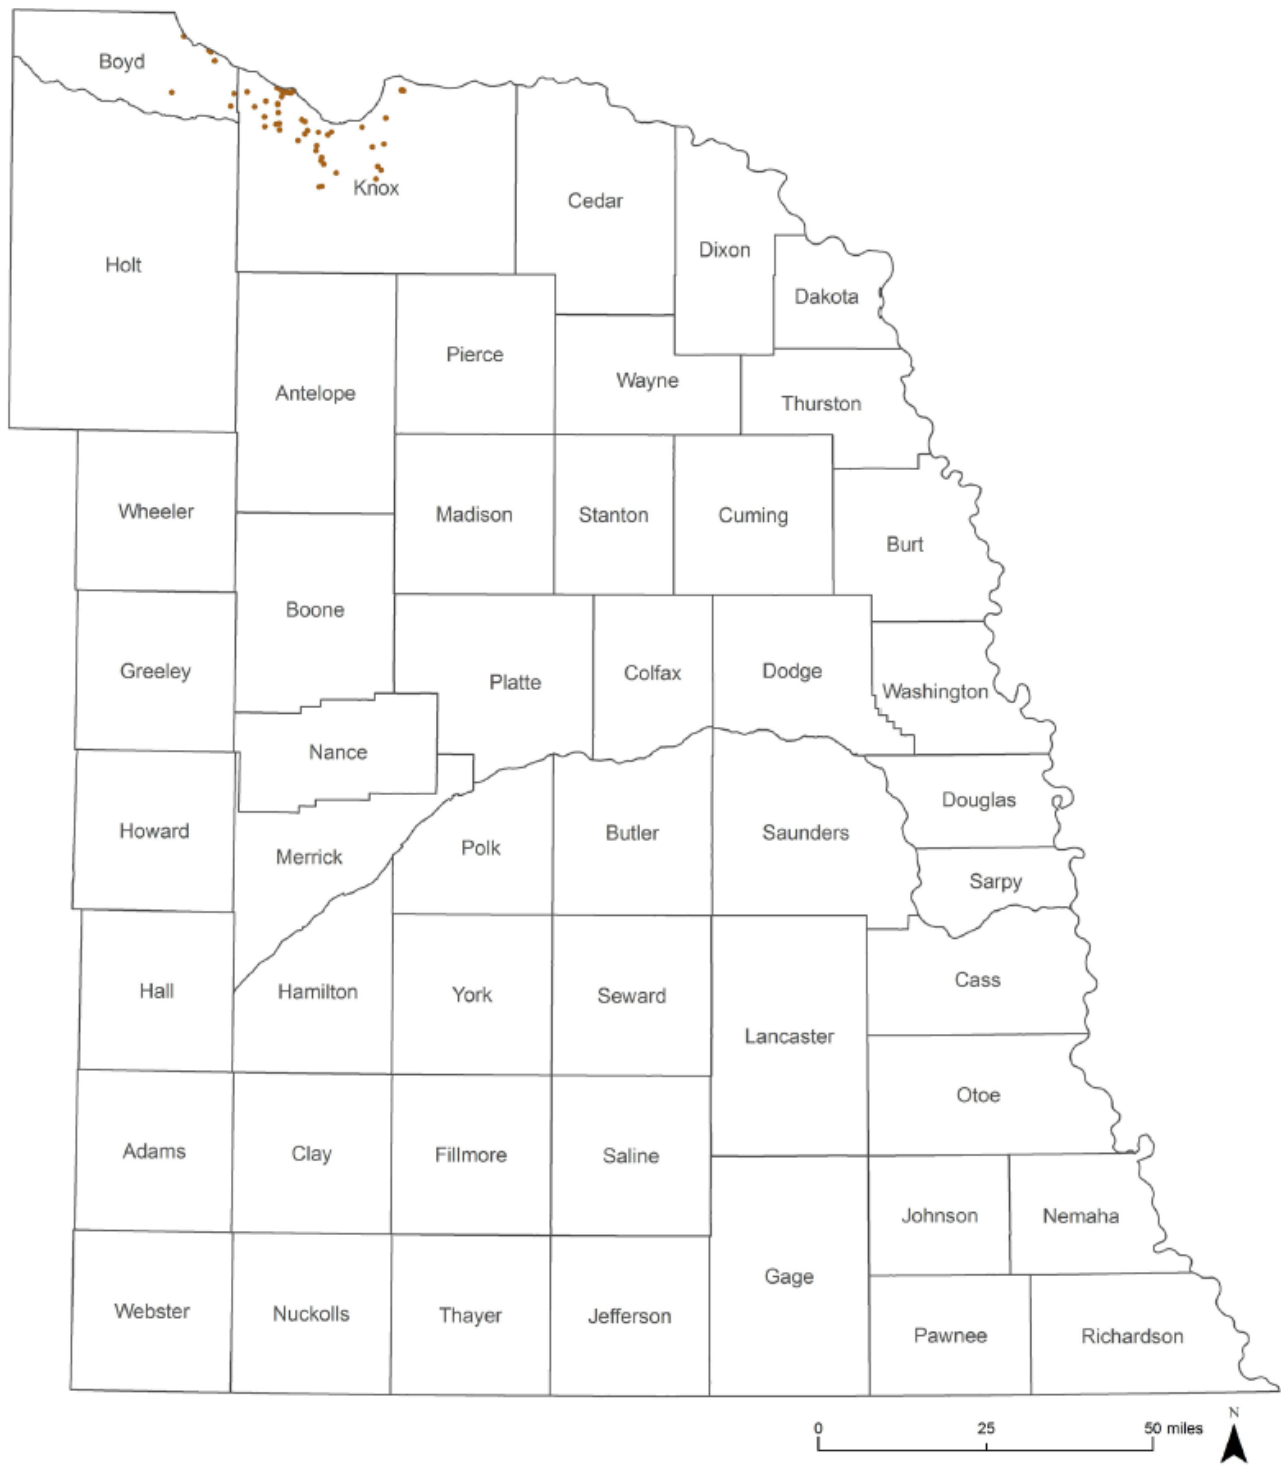 Boyd
Knox
Cedar
Dixon
Holt
Dakota
Pierce
Wayne
Antelope
Thurston
Wheeler
Madison
Stanton
Cuming
Burt
Boone
Greeley
Platte
Colfax
Dodge
Washington
Nance
Douglas
Howard
Merrick
Polk
Butler
Saunders
Sarpy
Hall
Hamilton
York
Seward
Cass
Lancaster
Otoe
Adams
Clay
Fillmore
Saline
Johnson
Nemaha
Gage
Webster
Nuckolls
Thayer
Jefferson
Pawnee
Richardson
N
0 25 50 miles